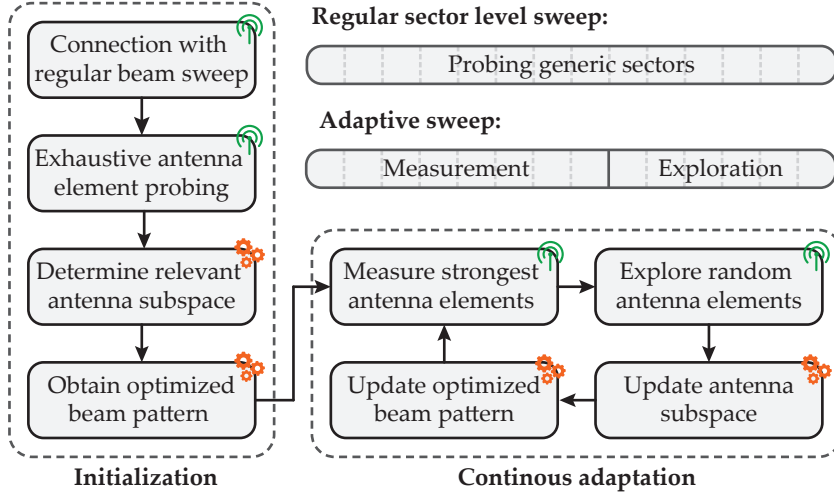 Connection with
regular beam sweep
Exhaustive antenna
element probing
Determine relevant
antenna subspace
Obtain optimized
beam pattern
Initialization
Regular sector level sweep:
Probing generic sectors
Adaptive sweep:
Measurement
Exploration
Measure strongest
antenna elements
Explore random
antenna elements
Update optimized
beam pattern
Update antenna
subspace
Continous adaptation